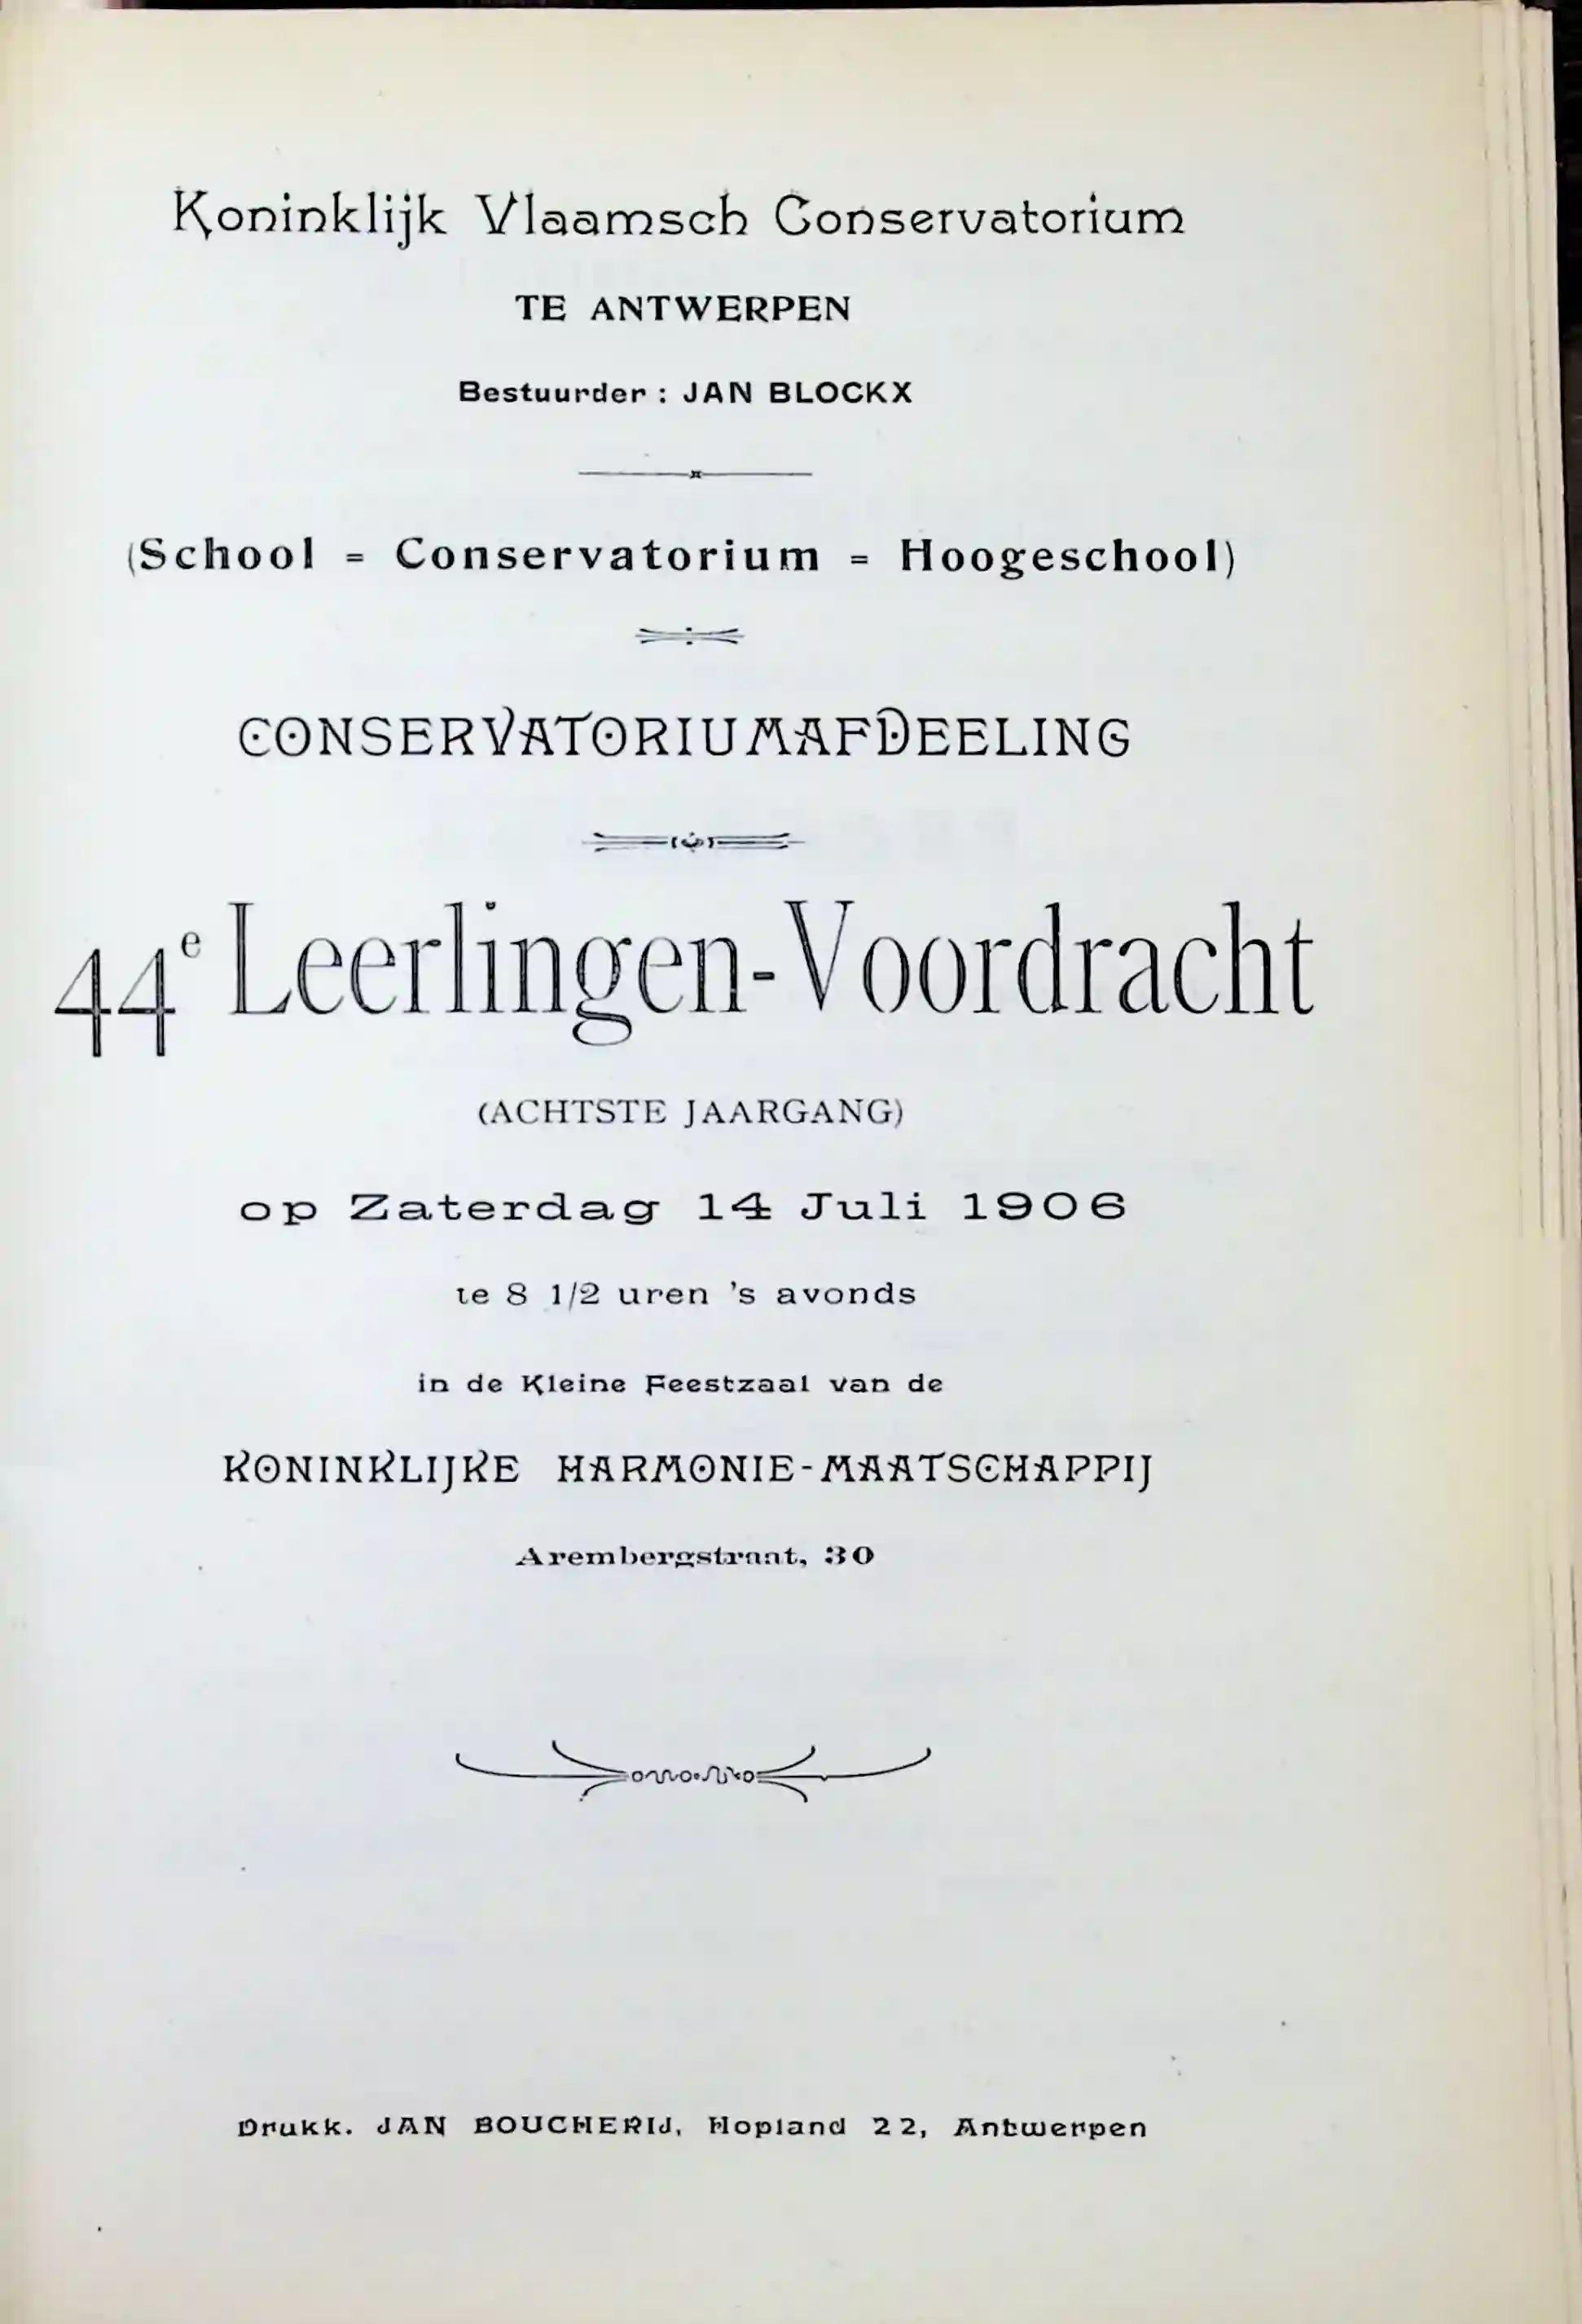 Koninklijk Vlaamsch Conservatorium
TE ANTWERPEN
Bestuurder : JAN BLOCKX
(School = Conservatorium = Hoogeschool)
CONSERVATORIUMAFDEELING
44e Leerlingen-Voordracht
(ACHTSTE JAARGANG)
op Zaterdag 14 Juli 1906
te 8 1/2 uren 's avonds
in de Kleine Feestzaal van de
KONINKLIJKE HARMONIE-MAATSCHAPPIJ
Arembergstraat, 30
Drukk. JAN BOUCHERIJ, Hopland 22, Antwerpen